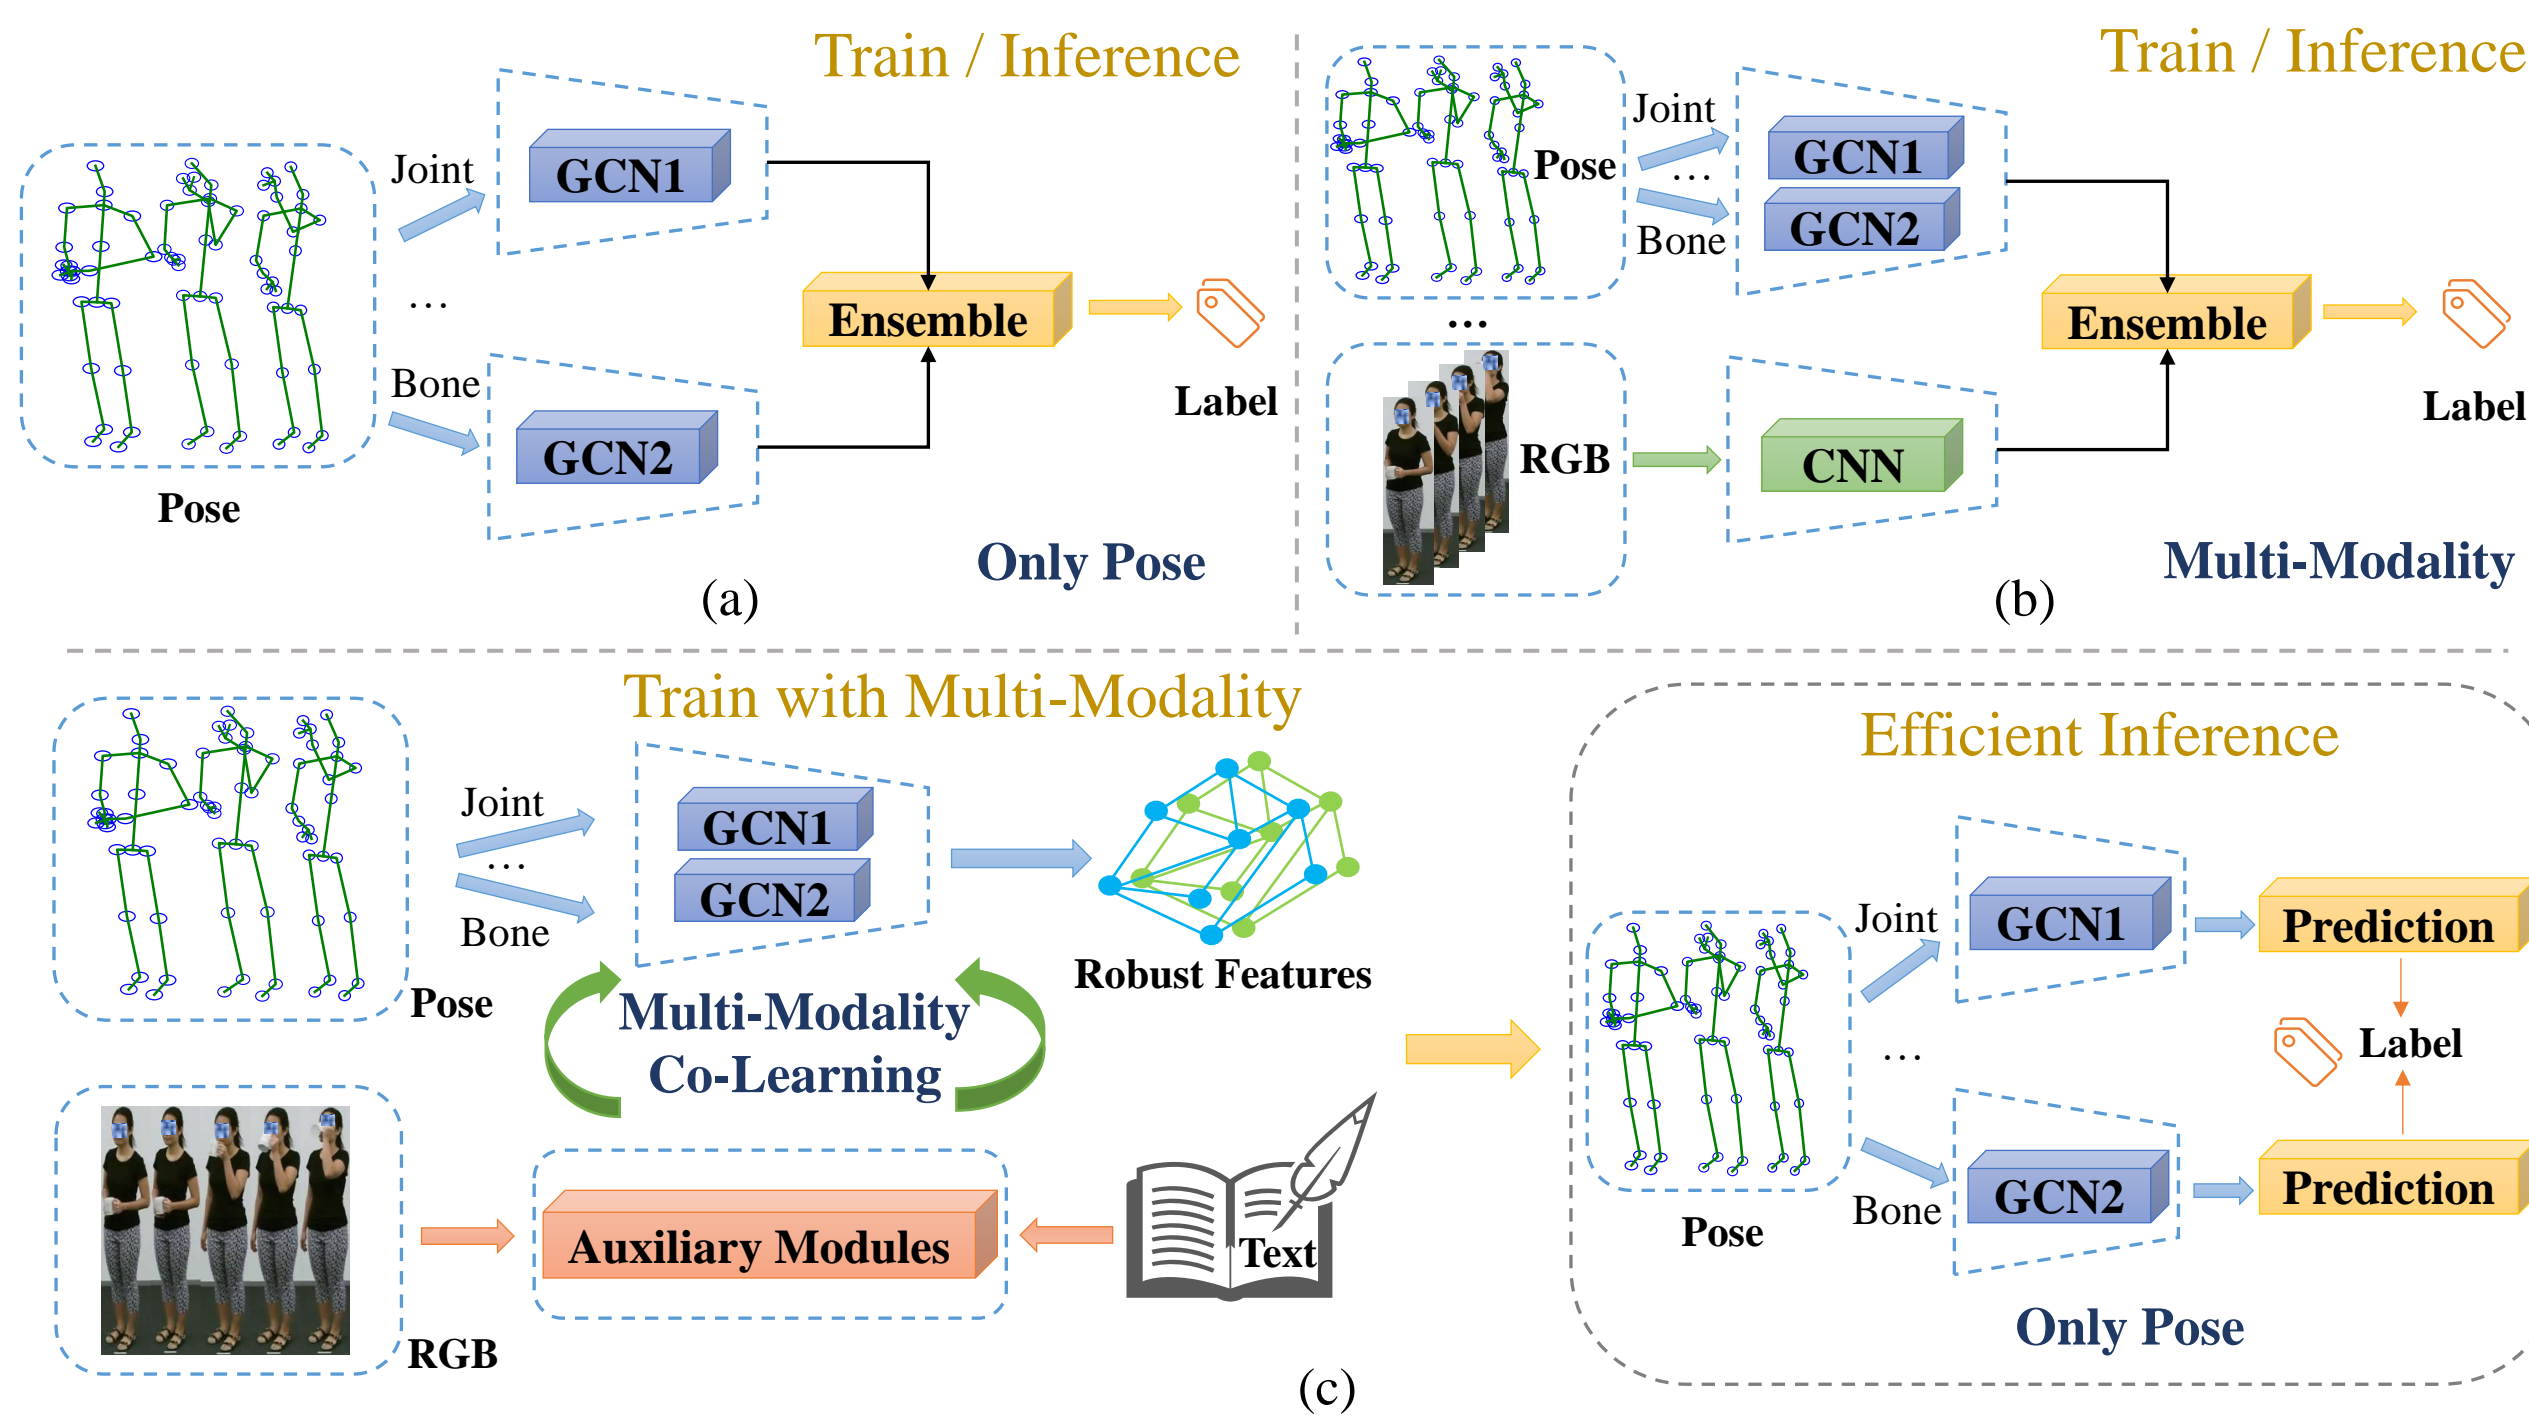 Train / Inference
Joint
GCN1
…
Ensemble
Bone
Label
GCN2
Pose
Only Pose
(a)
Train / Inference
Joint
Pose
GCN1
…
GCN2
Bone
...
Ensemble
Label
RGB
CNN
Multi-Modality
(b)
Train with Multi-Modality
Joint
GCN1
…
GCN2
Bone
Pose
Robust Features
Multi-Modality
Co-Learning
Auxiliary Modules
Text
RGB
(c)
Efficient Inference
Joint
GCN1
Prediction
…
Label
Bone
GCN2
Prediction
Pose
Only Pose